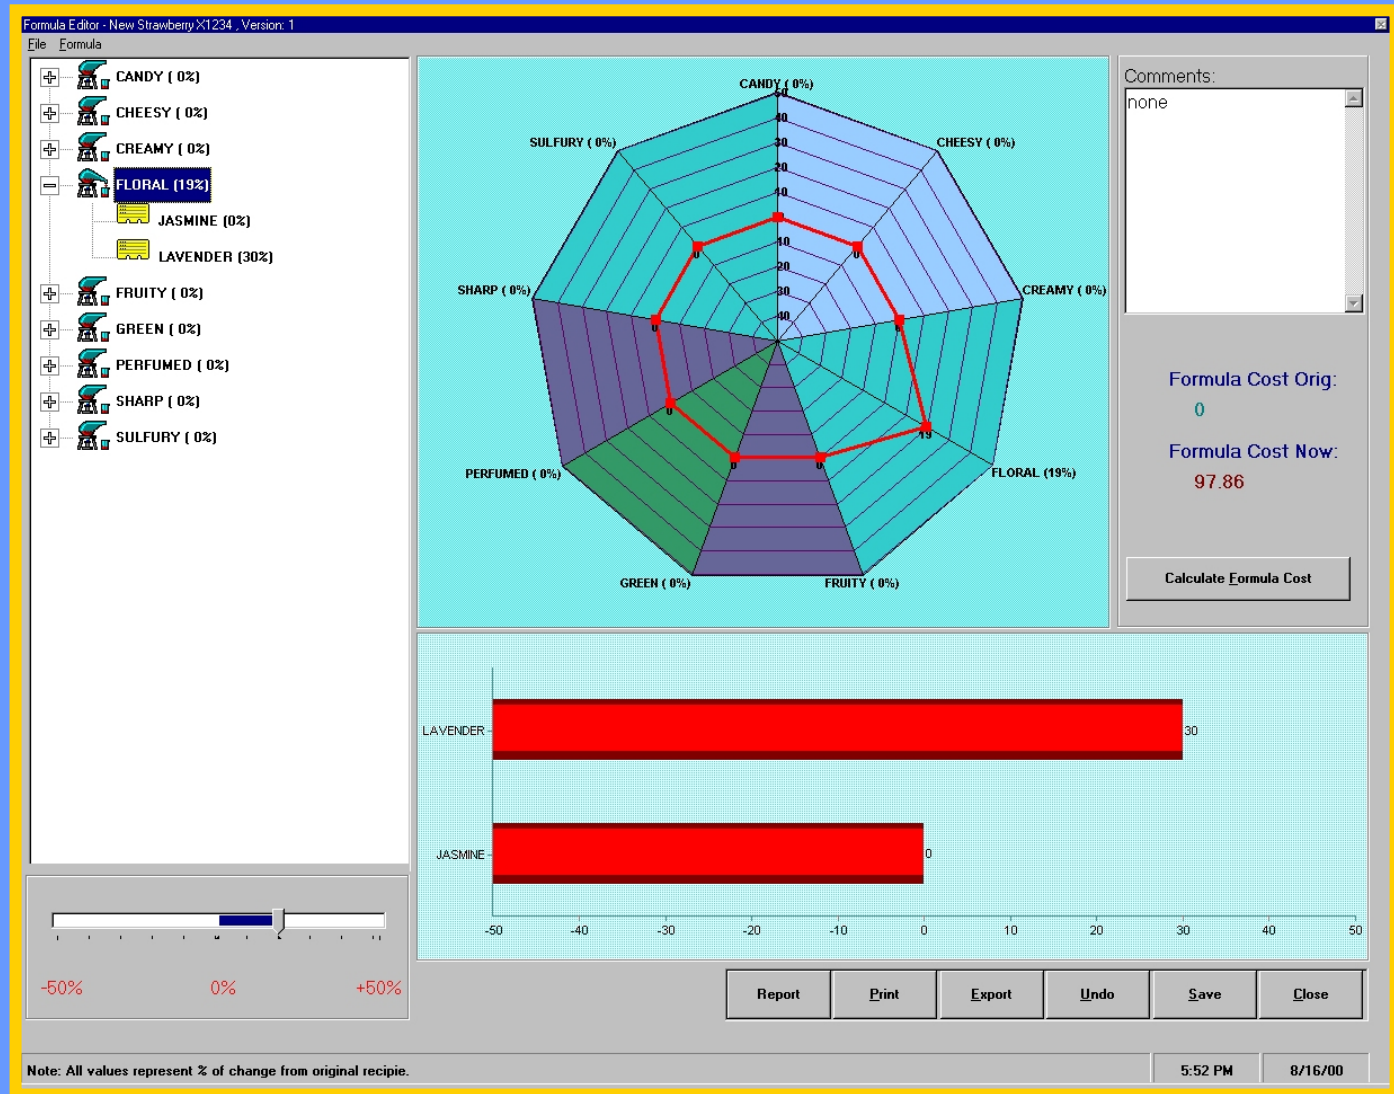 Formula Editor - New Strawberry X1234 , Version: 1
File Formula
CANDY ( 0%)
CHEESY ( 0%)
CREAMY ( 0%)
FLORAL (19%)
JASMINE (0%)
LAVENDER (30%)
FRUITY ( 0%)
GREEN ( 0%)
PERFUMED ( 0%)
SHARP ( 0%)
SULFURY ( 0%)
-50% 0% +50%
CANDY ( 0%)
50
40
30
20
10
10
20
30
40
CHEESY ( 0%)
0
CREAMY ( 0%)
0
FLORAL (19%)
19
FRUITY ( 0%)
0
GREEN ( 0%)
0
PERFUMED ( 0%)
0
SHARP ( 0%)
0
SULFURY ( 0%)
0
Comments:
none
Formula Cost Orig:
0
Formula Cost Now:
97.86
Calculate Formula Cost
LAVENDER 30
JASMINE 0
-50 -40 -30 -20 -10 0 10 20 30 40 50
Report Print Export Undo Save Close
Note: All values represent % of change from original recipie. 5:52 PM 8/16/00